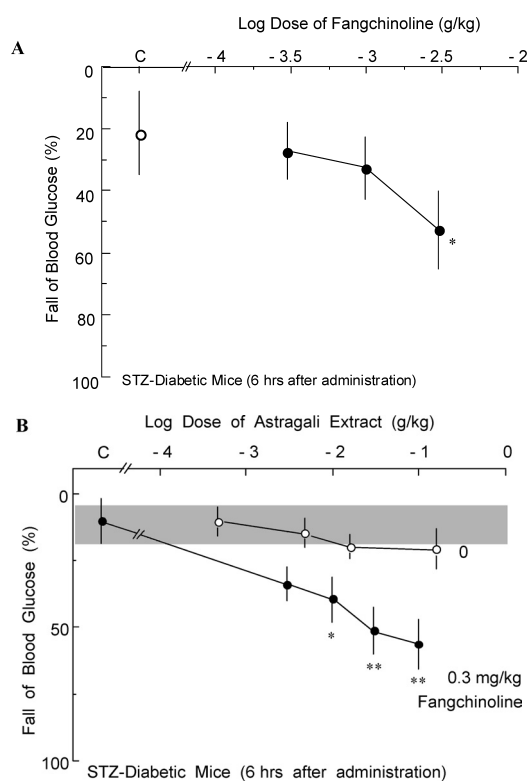 Log Dose of Fangchinoline (g/kg)
A
C
-4 -3.5 -3 -2.5 -2
0
20
40
60
80
100
Fall of Blood Glucose (%)
*
STZ-Diabetic Mice (6 hrs after administration)
B
Log Dose of Astragali Extract (g/kg)
C
-4 -3 -2 -1 0
0
50
100
Fall of Blood Glucose (%)
0
*
**
**
0.3 mg/kg
Fangchinoline
STZ-Diabetic Mice (6 hrs after administration)